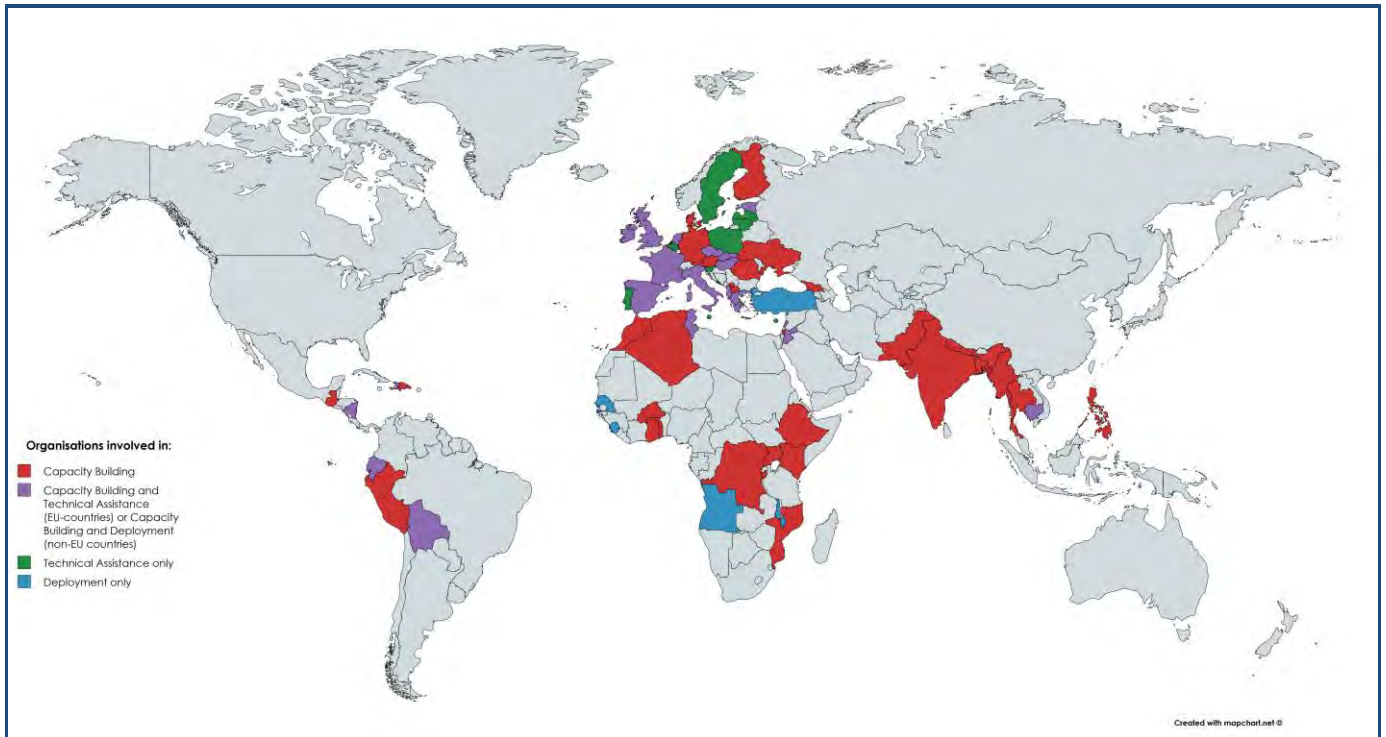 Organisations involved in:
Capacity Building
Capacity Building and
Technical Assistance
(EU-countries) or Capacity
Building and Deployment
(non-EU countries)
Technical Assistance only
Deployment only
Created with mapchart.net ©